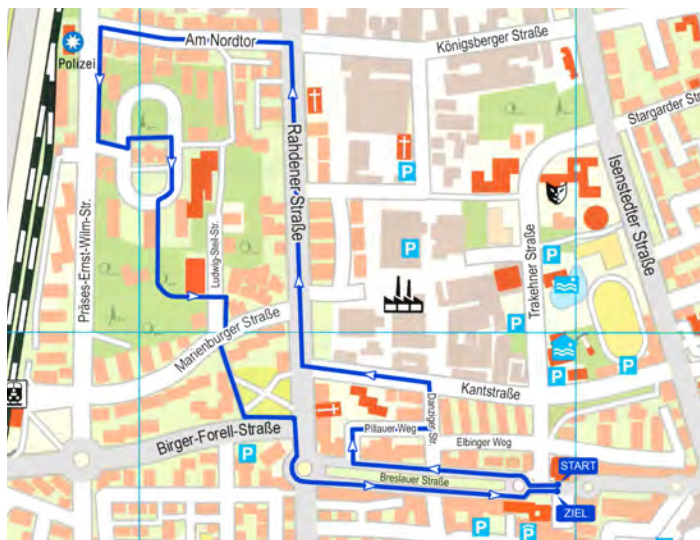 Am Nordtor
Königsberger Straße
Polizei
Stargarder St
Rahdener Straße
Isenstedter Straße
P
P
Präses-Ernst-Wilm-Str.
Ludwig-Steil-Str.
Trakehner Straße
P
P
Marienburger Straße
P
P
P
Kantstraße
Danziger Str.
Pillauer-Weg
Elbinger Weg
Birger-Forell-Straße
P
Breslauer Straße
START
ZIEL
P
P